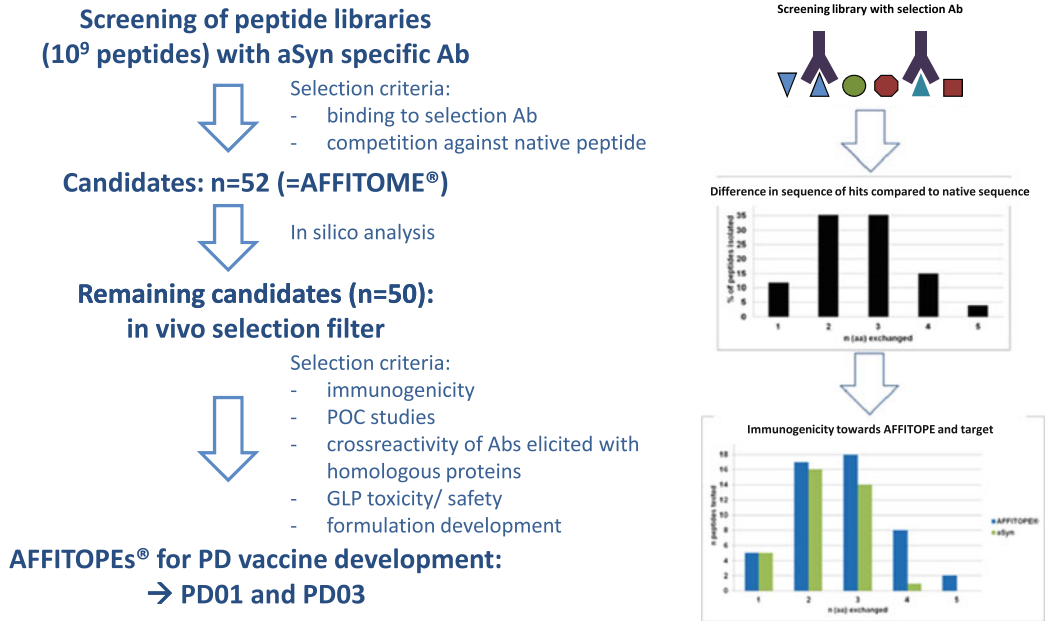 Screening of peptide libraries
(10⁹ peptides) with aSyn specific Ab
Selection criteria:
- binding to selection Ab
- competition against native peptide
Candidates: n=52 (=AFFITOME®)
In silico analysis
Remaining candidates (n=50):
in vivo selection filter
Selection criteria:
- immunogenicity
- POC studies
- crossreactivity of Abs elicited with
homologous proteins
- GLP toxicity/ safety
- formulation development
AFFITOPEs® for PD vaccine development:
→ PD01 and PD03
Screening library with selection Ab
Difference in sequence of hits compared to native sequence
% of peptides isolated
35
30
25
20
15
10
5
0
1 2 3 4 5
n (aa) exchanged
Immunogenicity towards AFFITOPE and target
n peptides tested
18
16
14
12
10
8
6
4
2
0
1 2 3 4 5
n (aa) exchanged
AFFITOPE®
aSyn